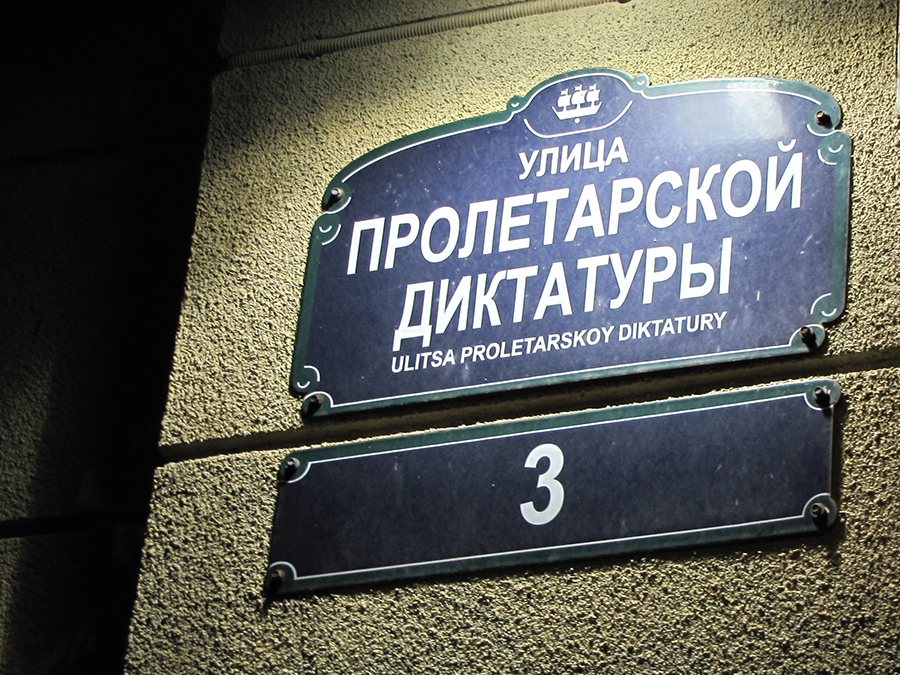 УЛИЦА
ПРОЛЕТАРСКОЙ
ДИКТАТУРЫ
ULITSA PROLETARSKOY DIKTATURY
3